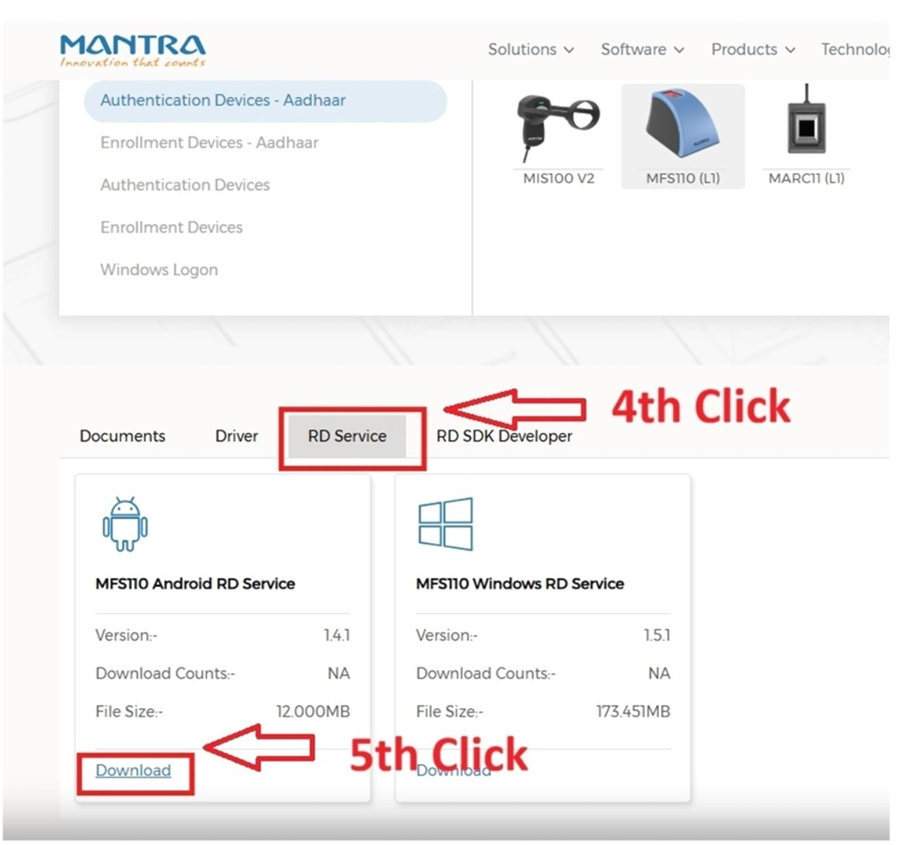 MANTRA
Innovation that counts
Solutions Software Products Technolog
Authentication Devices - Aadhaar
Enrollment Devices - Aadhaar
Authentication Devices
Enrollment Devices
Windows Logon
MIS100 V2 MFS110 (L1) MARC11 (L1)
4th Click
Documents Driver RD Service RD SDK Developer
MFS110 Android RD Service
Version:- 1.4.1
Download Counts:- NA
File Size:- 12.000MB
Download
MFS110 Windows RD Service
Version:- 1.5.1
Download Counts:- NA
File Size:- 173.451MB
Download
5th Click